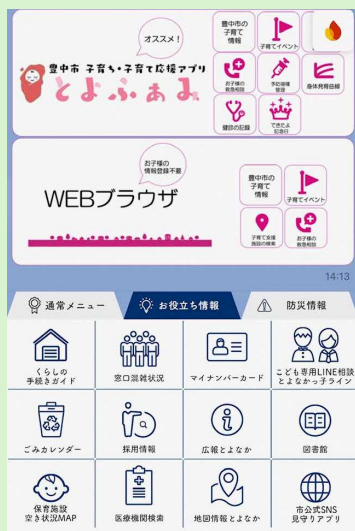 オススメ!
豊中市の
子育て
情報
子育てイベント
豊中市 子育ち・子育て応援アプリ
とよふぁみ
お子様の
救急相談
予防接種
管理
身体発育曲線
健診の記録
できたよ
記念日
お子様の
情報登録不要
WEBブラウザ
豊中市の
子育て
情報
子育てイベント
子育て支援
施設の検索
お子様の
救急相談
14:13
通常メニュー
お役立ち情報
防災情報
くらしの
手続きガイド
窓口混雑状況
マイナンバーカード
こども専用LINE相談
とよなかっ子ライン
ごみカレンダー
採用情報
広報とよなか
図書館
保育施設
空き状況MAP
医療機関検索
地図情報とよなか
市公式SNS
見守りアプリ